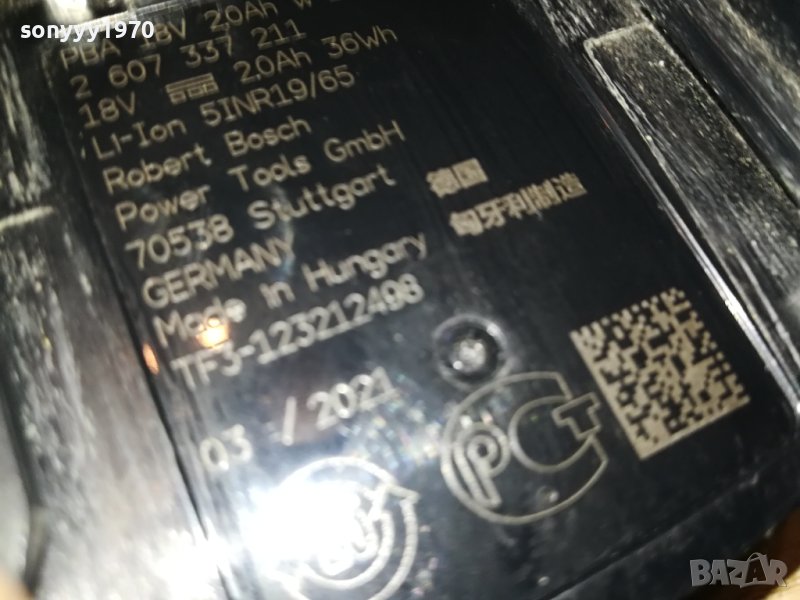 sonyyy1970
PBA 18V 2.0Ah W
2 607 337 211
18V 2.0Ah 36Wh
LI-Ion 5INR19/65
Robert Bosch
Power Tools GmbH
70538 Stuttgart 德国
GERMANY
Made in Hungary 匈牙利制造
TF3-123212498
03 / 2021
РСТ
BAZAR